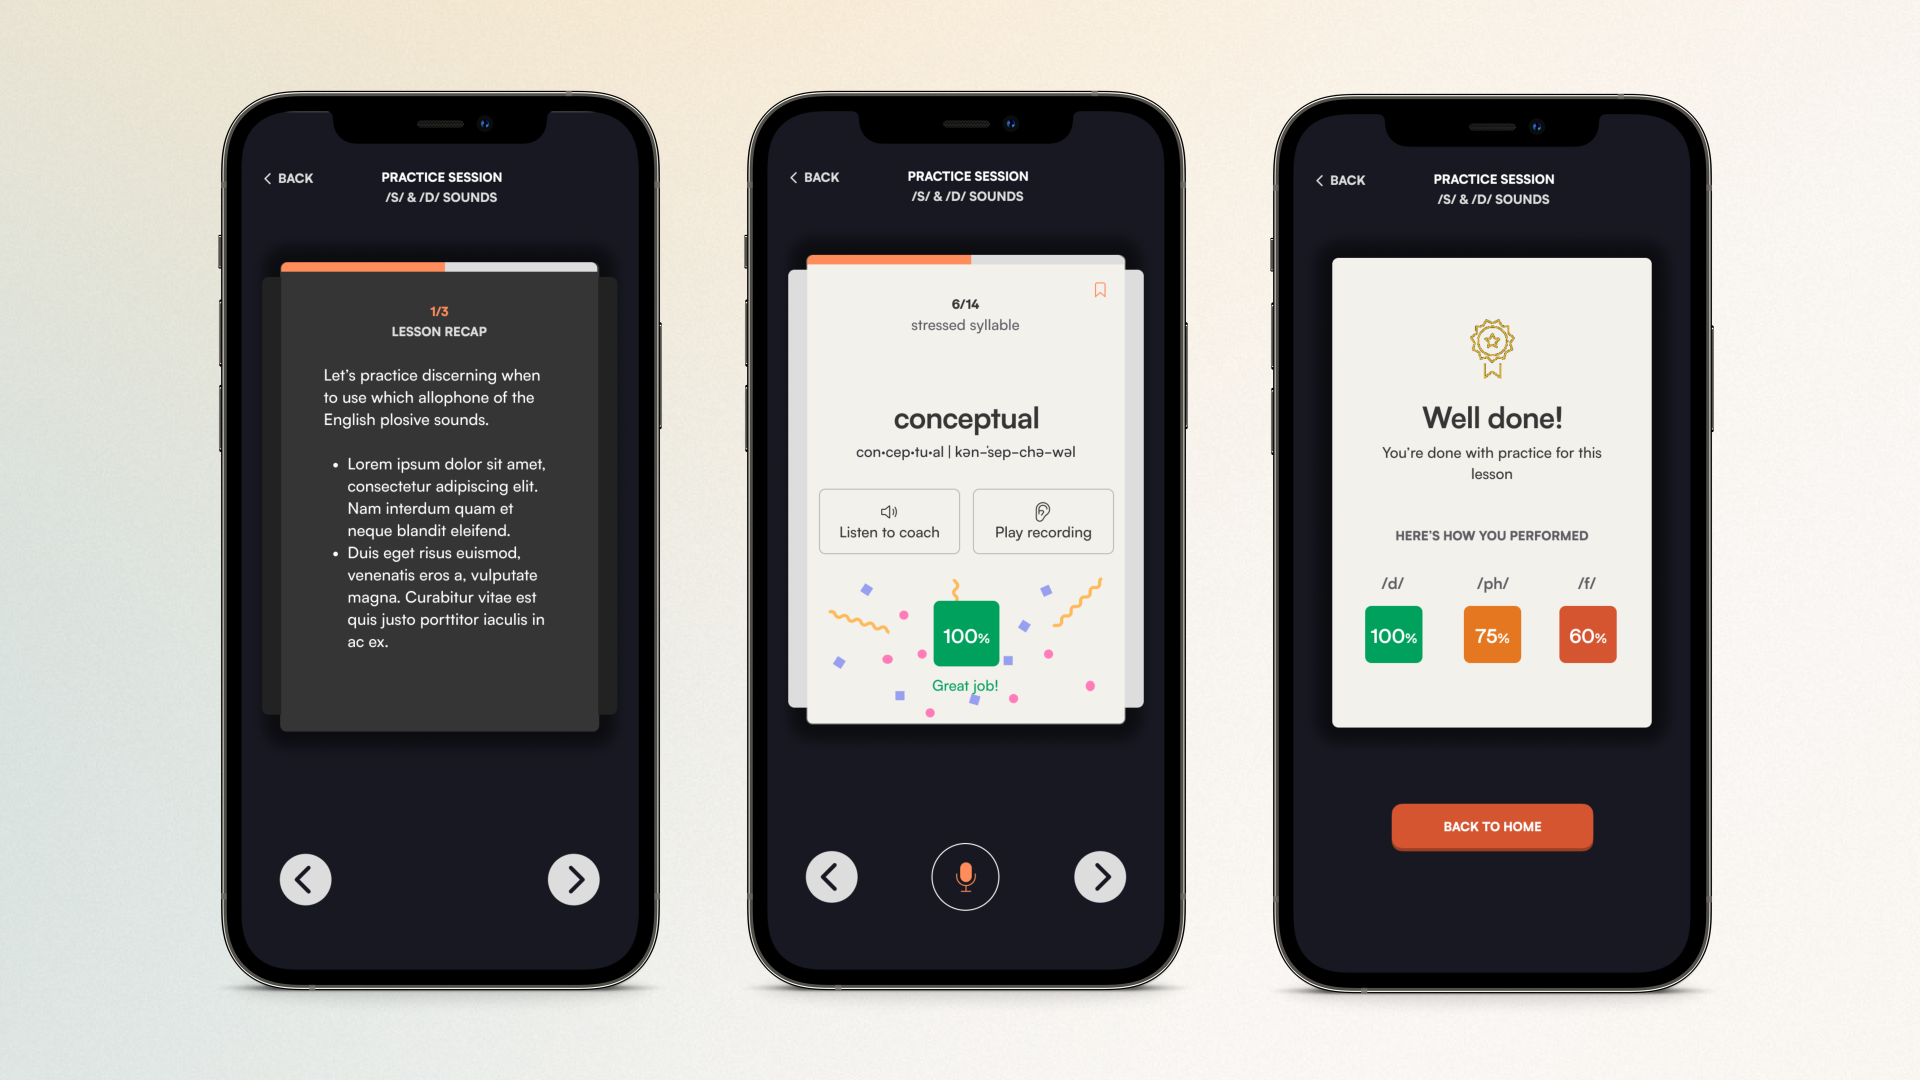 BACK
PRACTICE SESSION
/S/ & /D/ SOUNDS
1/3
LESSON RECAP
Let's practice discerning when
to use which allophone of the
English plosive sounds.
• Lorem ipsum dolor sit amet,
consectetur adipiscing elit.
Nam interdum quam et
neque blandit eleifend.
• Duis eget risus euismod,
venenatis eros a, vulputate
magna. Curabitur vitae est
quis justo porttitor iaculis in
ac ex.
BACK
PRACTICE SESSION
/S/ & /D/ SOUNDS
6/14
stressed syllable
conceptual
con·cep·tu·al | kən-ˈsep-chə-wəl
Listen to coach
Play recording
100%
Great job!
BACK
PRACTICE SESSION
/S/ & /D/ SOUNDS
Well done!
You're done with practice for this
lesson
HERE'S HOW YOU PERFORMED
/d/ /ph/ /f/
100% 75% 60%
BACK TO HOME